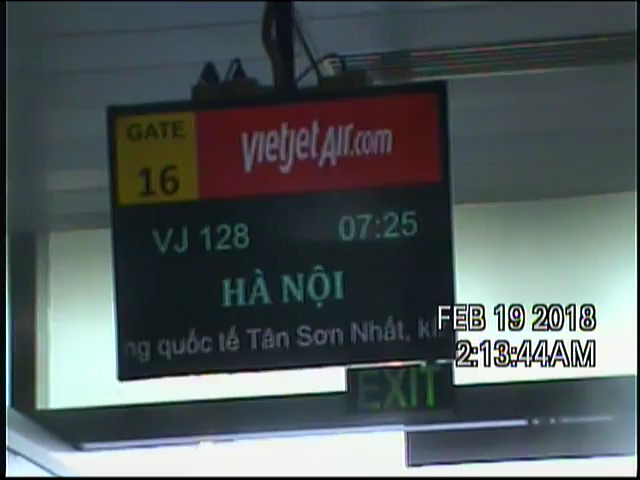 GATE
16
vietjetAir.com
VJ 128 07:25
HÀ NỘI
ng quốc tế Tân Sơn Nhất,
FEB 19 2018
2:13:44AM
EXIT